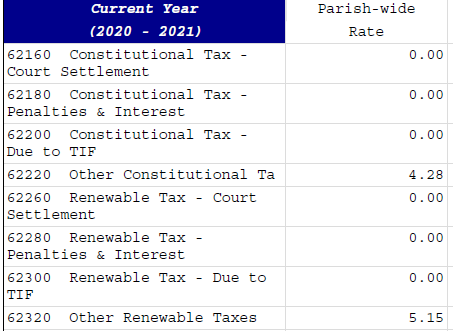 Current Year
(2020 - 2021)
Parish-wide
Rate
62160  Constitutional Tax -
Court Settlement
0.00
62180  Constitutional Tax -
Penalties & Interest
0.00
62200  Constitutional Tax -
Due to TIF
0.00
62220  Other Constitutional Ta
4.28
62260  Renewable Tax - Court
Settlement
0.00
62280  Renewable Tax -
Penalties & Interest
0.00
62300  Renewable Tax - Due to
TIF
0.00
62320  Other Renewable Taxes
5.15